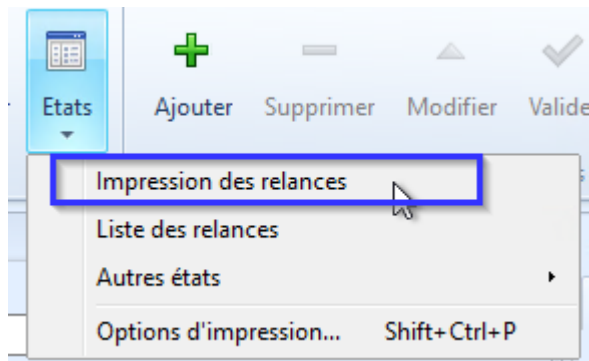 Etats Ajouter Supprimer Modifier Valide
Impression des relances
Liste des relances
Autres états
Options d'impression... Shift+Ctrl+P